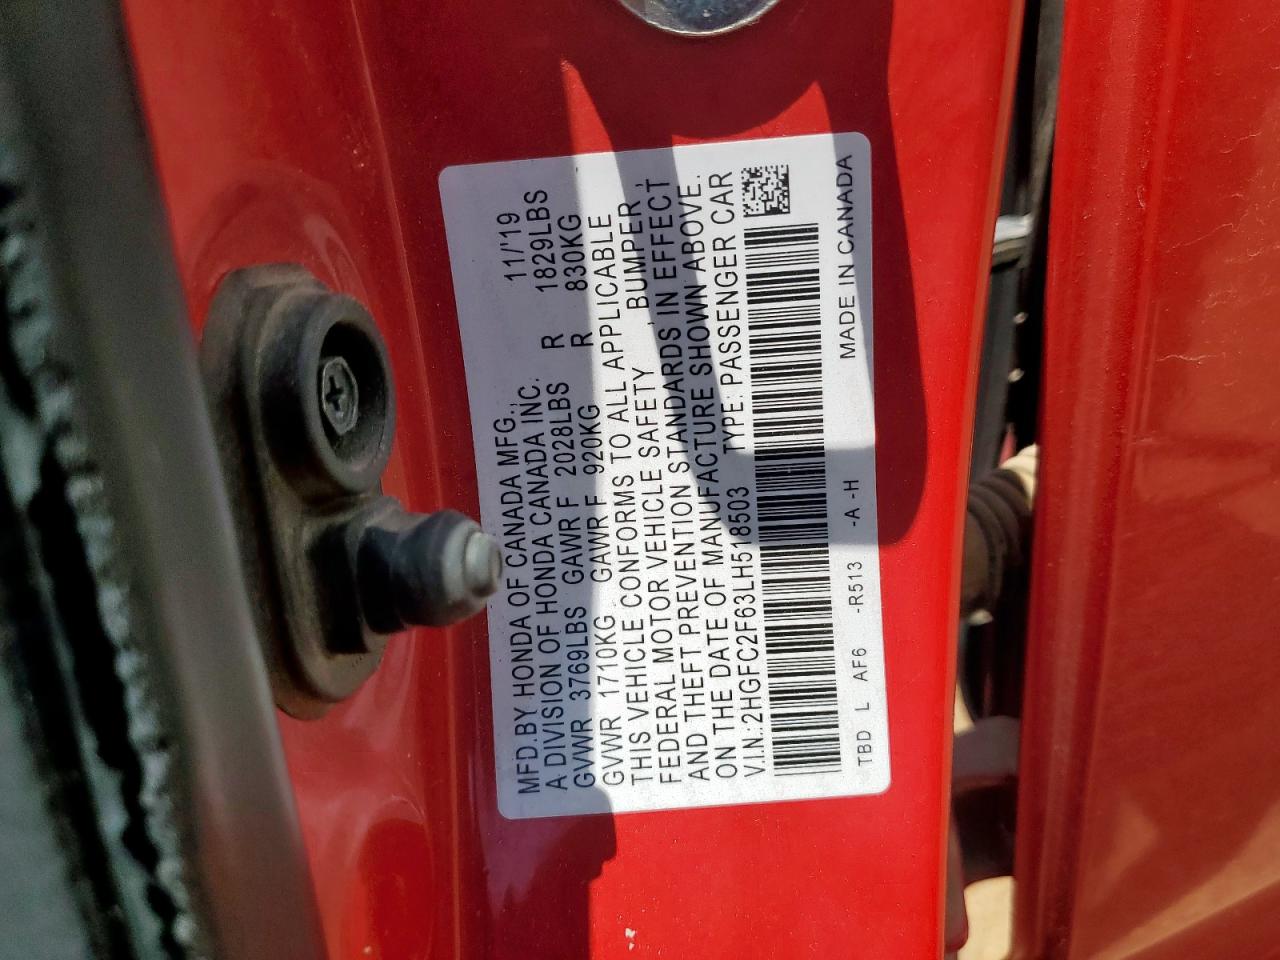 MFD.BY HONDA OF CANADA MFG., 11/'19
A DIVISION OF HONDA CANADA INC.
GVWR 3769LBS GAWR F 2028LBS R 1829LBS
GVWR 1710KG GAWR F 920KG R 830KG
THIS VEHICLE CONFORMS TO ALL APPLICABLE
FEDERAL MOTOR VEHICLE SAFETY , BUMPER ,
AND THEFT PREVENTION STANDARDS IN EFFECT
ON THE DATE OF MANUFACTURE SHOWN ABOVE.
V.I.N.:2HGFC2F63LH518503 TYPE:PASSENGER CAR
TBD L AF6 -R513 -A -H MADE IN CANADA